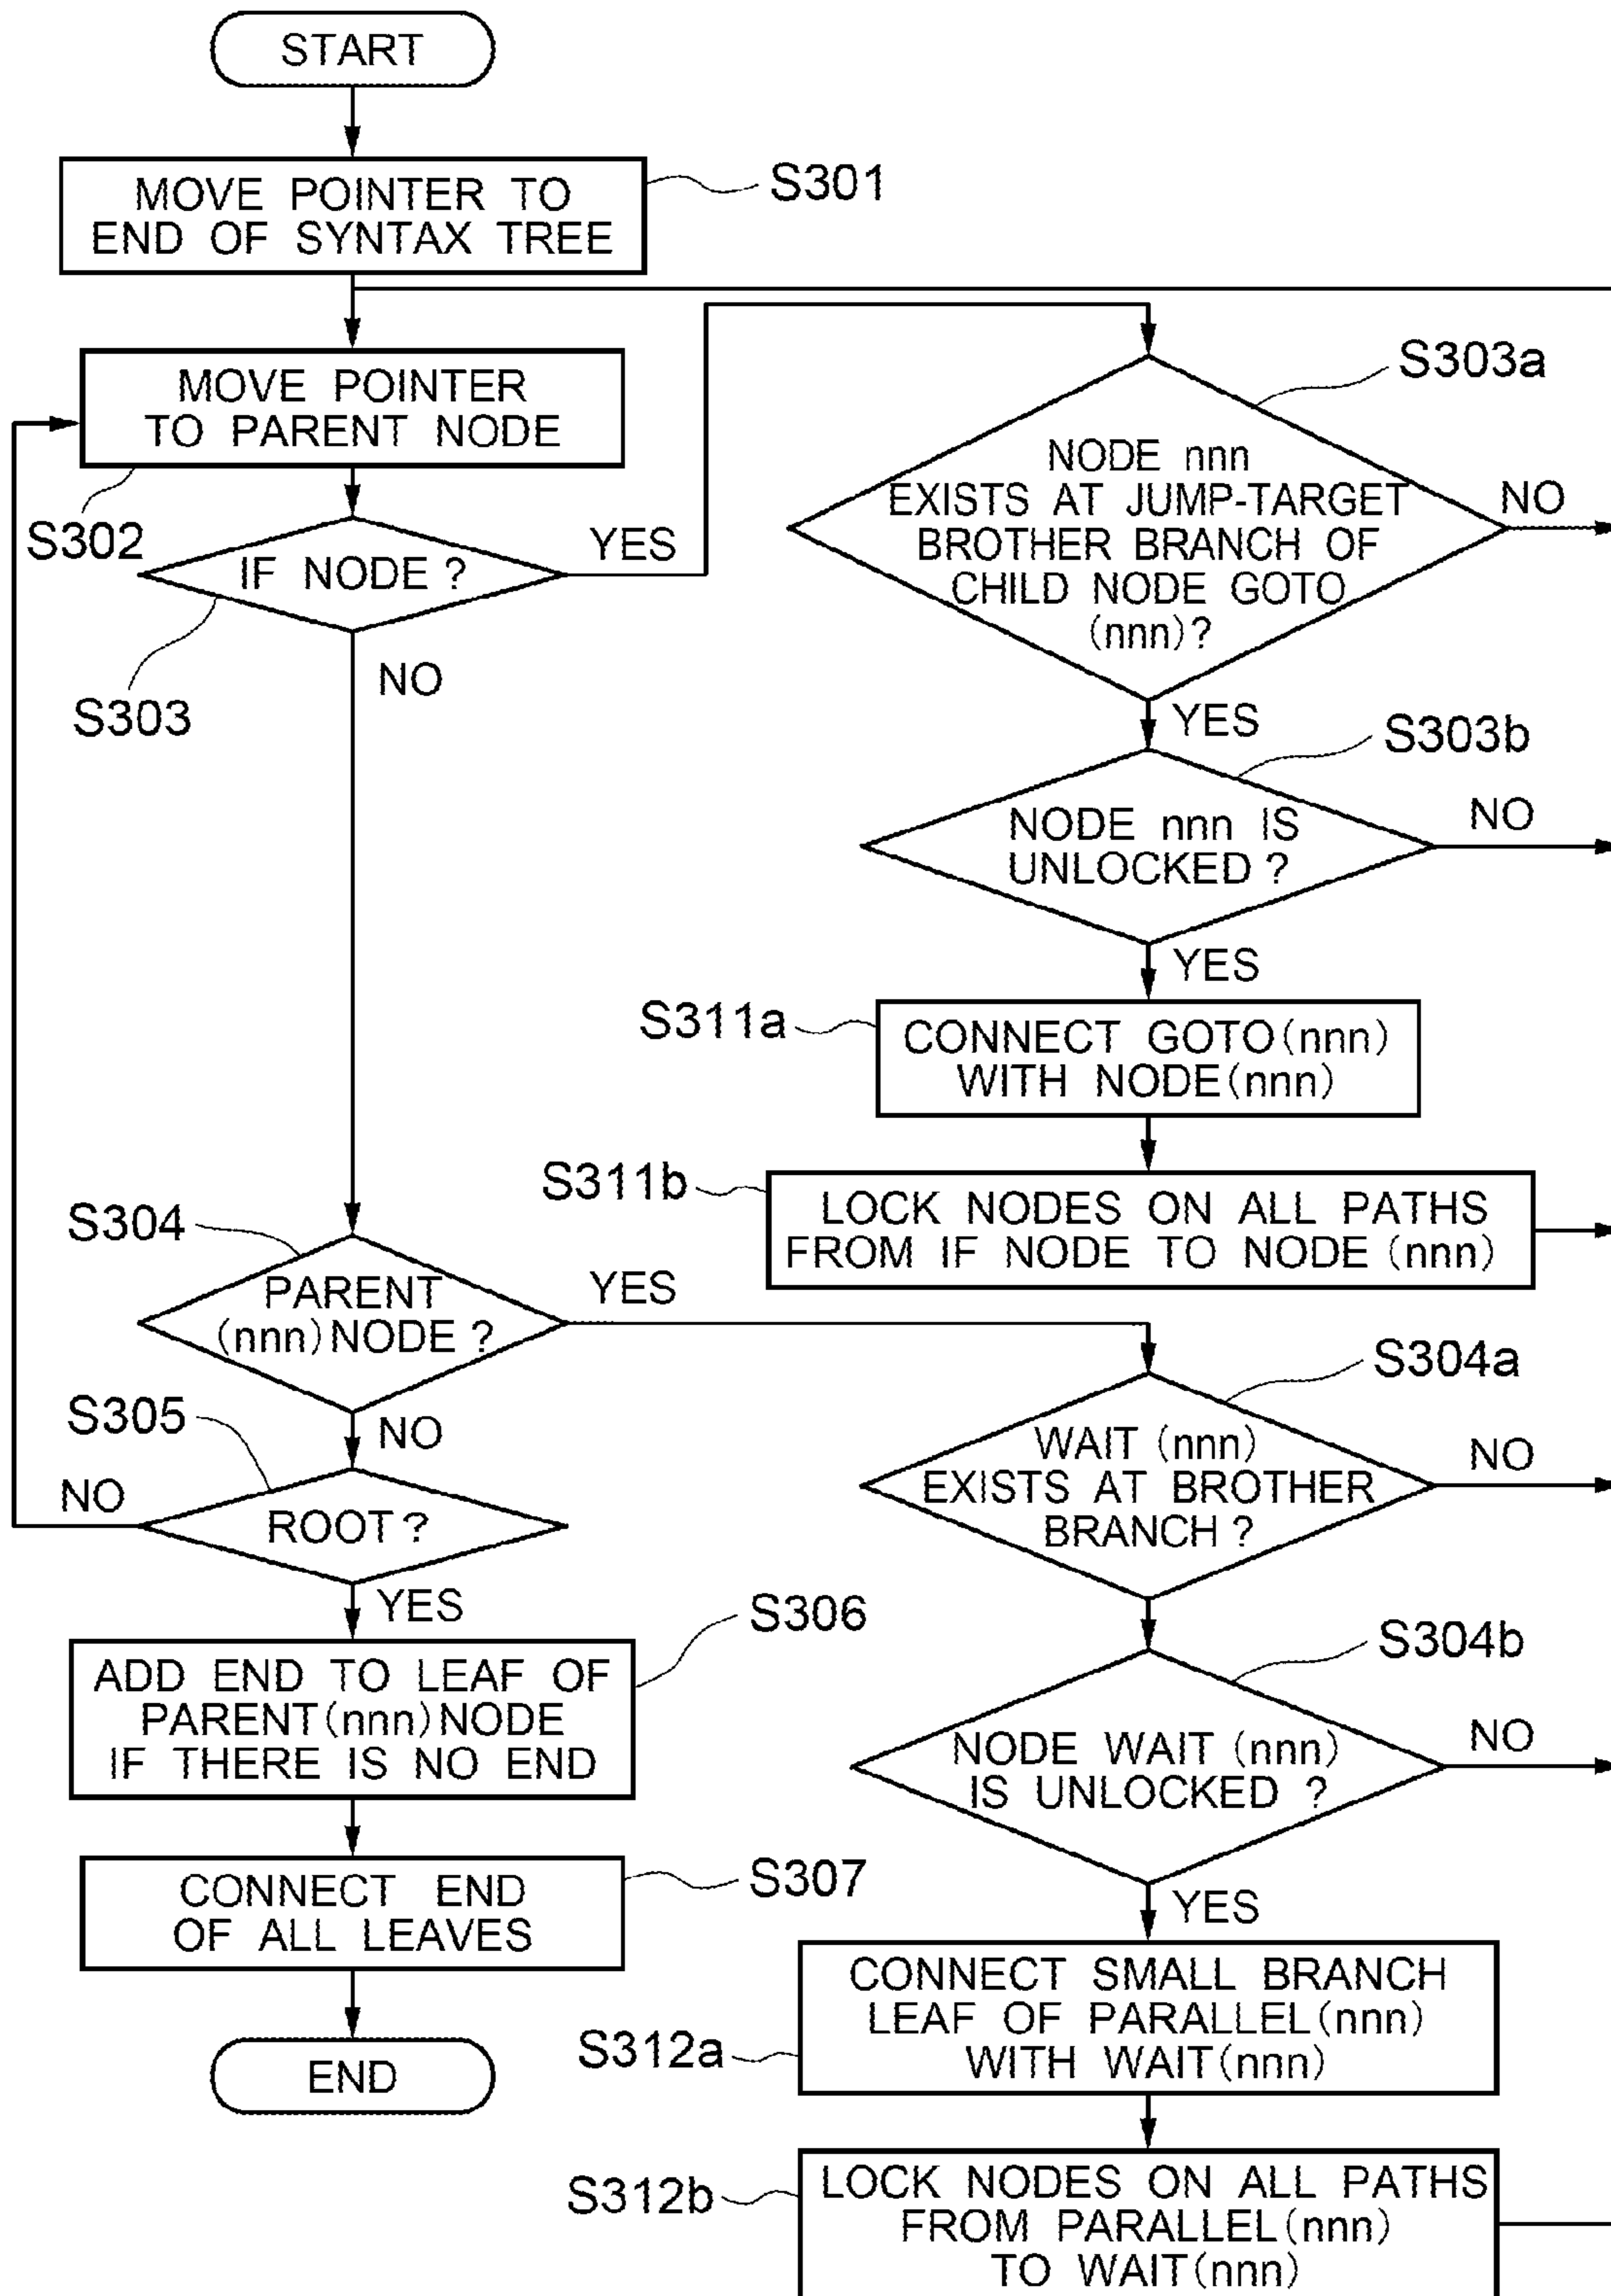 START
MOVE POINTER TO
END OF SYNTAX TREE
S301
MOVE POINTER
TO PARENT NODE
S302
IF NODE ?
YES
S303
NO
NODE nnn
EXISTS AT JUMP-TARGET
BROTHER BRANCH OF
CHILD NODE GOTO
(nnn)?
S303a
NO
YES
S303b
NODE nnn IS
UNLOCKED ?
NO
YES
S311a
CONNECT GOTO(nnn)
WITH NODE(nnn)
S311b
LOCK NODES ON ALL PATHS
FROM IF NODE TO NODE (nnn)
S304
PARENT
(nnn)NODE ?
YES
NO
S304a
WAIT (nnn)
EXISTS AT BROTHER
BRANCH ?
NO
S305
ROOT ?
NO
YES
S304b
NODE WAIT (nnn)
IS UNLOCKED ?
NO
YES
S306
ADD END TO LEAF OF
PARENT(nnn)NODE
IF THERE IS NO END
S307
CONNECT END
OF ALL LEAVES
END
S312a
CONNECT SMALL BRANCH
LEAF OF PARALLEL(nnn)
WITH WAIT(nnn)
S312b
LOCK NODES ON ALL PATHS
FROM PARALLEL(nnn)
TO WAIT(nnn)